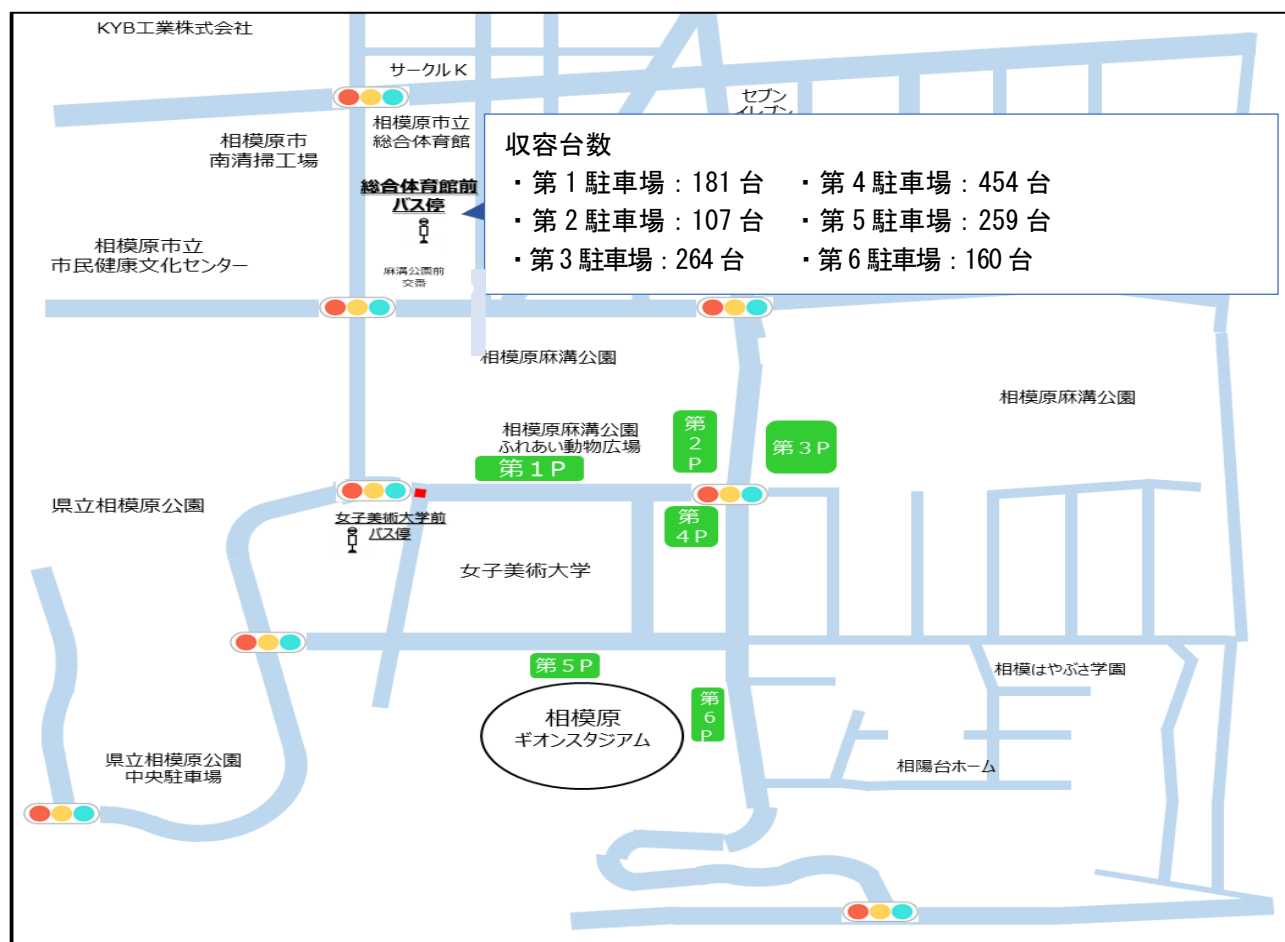 KYB工業株式会社
サークルK
セブン
イレブン
相模原市
南清掃工場
相模原市立
総合体育館
総合体育館前
バス停
収容台数
・第1駐車場：181台 ・第4駐車場：454台
・第2駐車場：107台 ・第5駐車場：259台
・第3駐車場：264台 ・第6駐車場：160台
相模原市立
市民健康文化センター
麻溝公園前
交番
相模原麻溝公園
相模原麻溝公園
相模原麻溝公園
ふれあい動物広場
第1P
第
2
P
第3P
県立相模原公園
女子美術大学前
バス停
第
4P
女子美術大学
第5P
相模原
ギオンスタジアム
第
6
P
相模はやぶさ学園
相陽台ホーム
県立相模原公園
中央駐車場